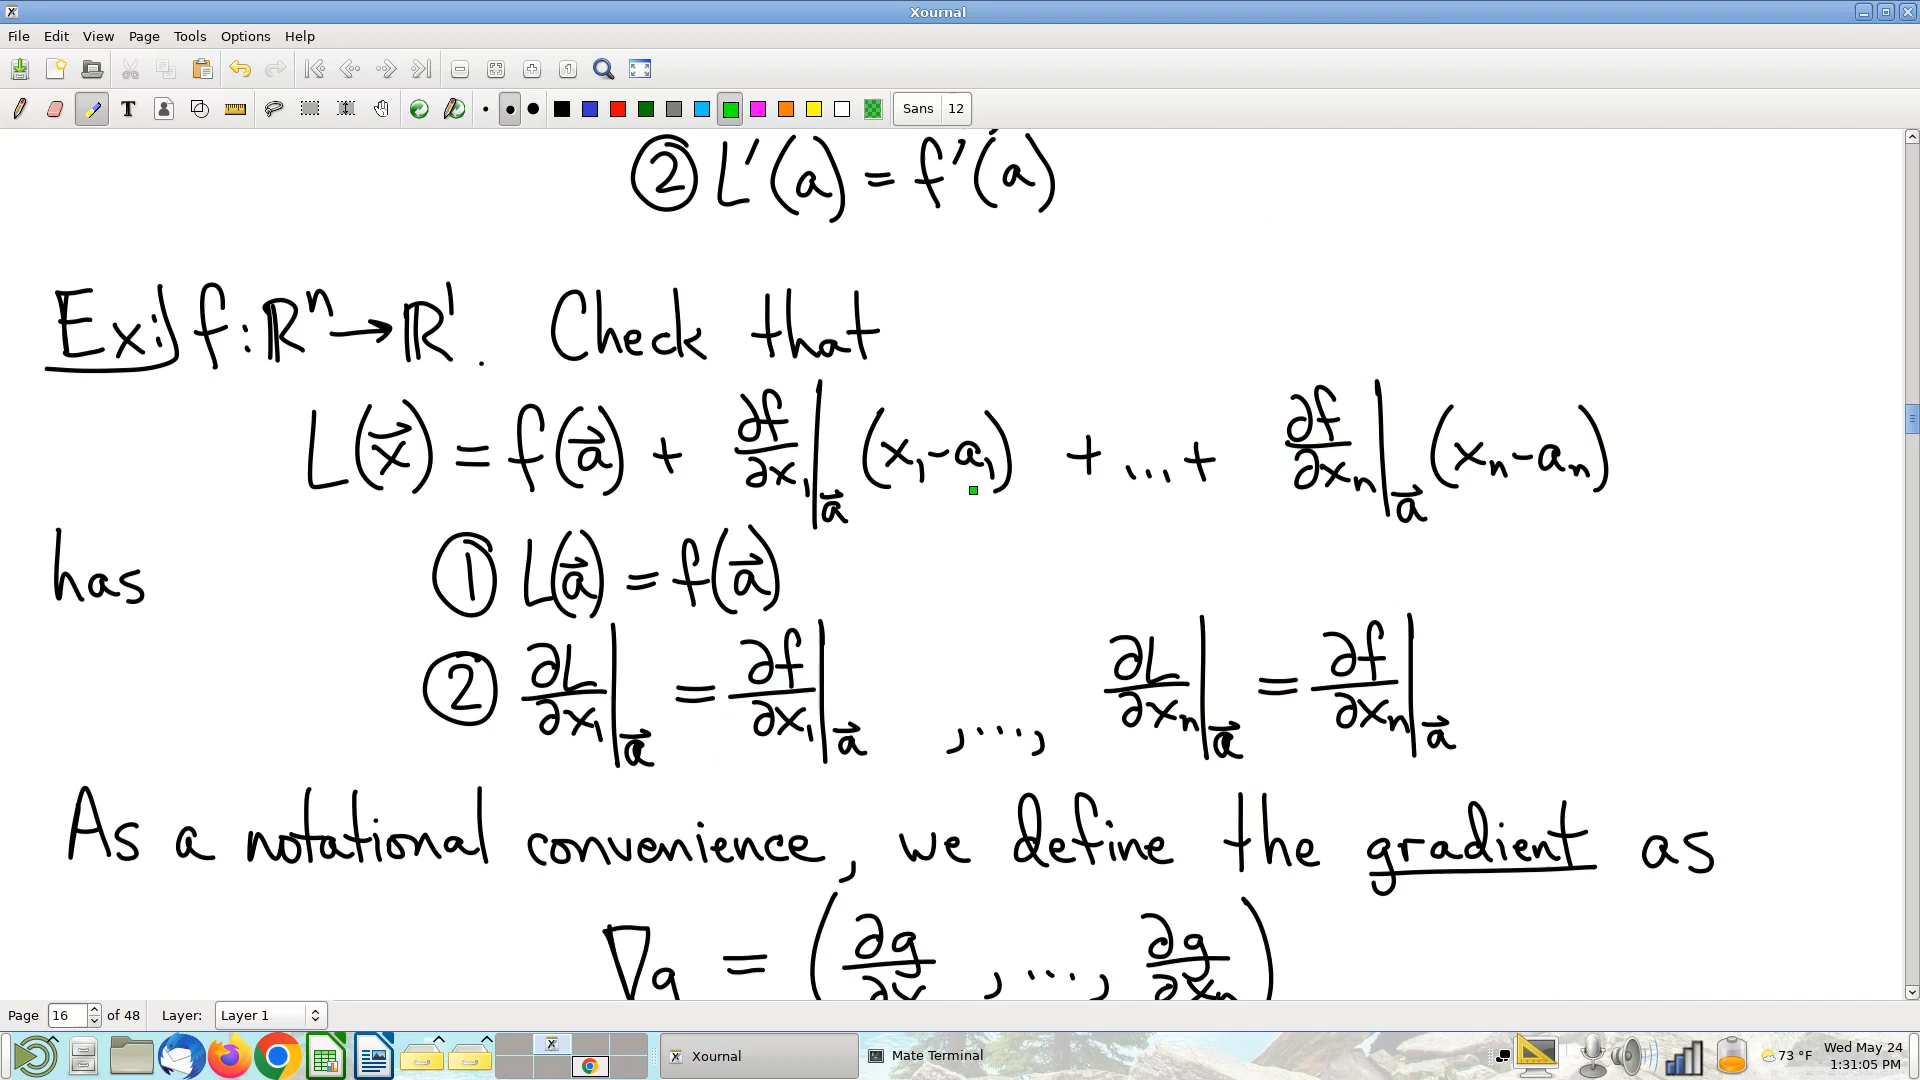 Xournal
File Edit View Page Tools Options Help
Sans 12
② L'(a) = f'(a)
Ex:) f: ℝⁿ → ℝ¹. Check that
L(x⃗) = f(a⃗) + ∂f/∂x₁|a⃗ (x₁-a₁) + ... + ∂f/∂xₙ|a⃗ (xₙ-aₙ)
has ① L(a⃗) = f(a⃗)
② ∂L/∂x₁|a⃗ = ∂f/∂x₁|a⃗ , ... , ∂L/∂xₙ|a⃗ = ∂f/∂xₙ|a⃗
As a notational convenience, we define the gradient as
∇g = (∂g/∂x , ... , ∂g/∂xₙ)
Page 16 of 48 Layer: Layer 1
Xournal Mate Terminal 73 °F Wed May 24
1:31:05 PM